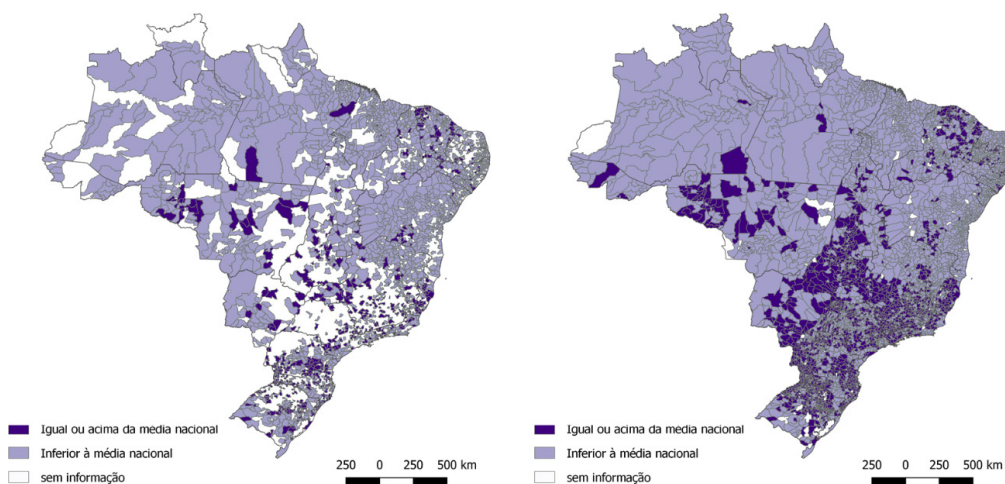 Igual ou acima da media nacional
Inferior à média nacional
sem informação
250 0 250 500 km
Igual ou acima da media nacional
Inferior à média nacional
sem informação
250 0 250 500 km